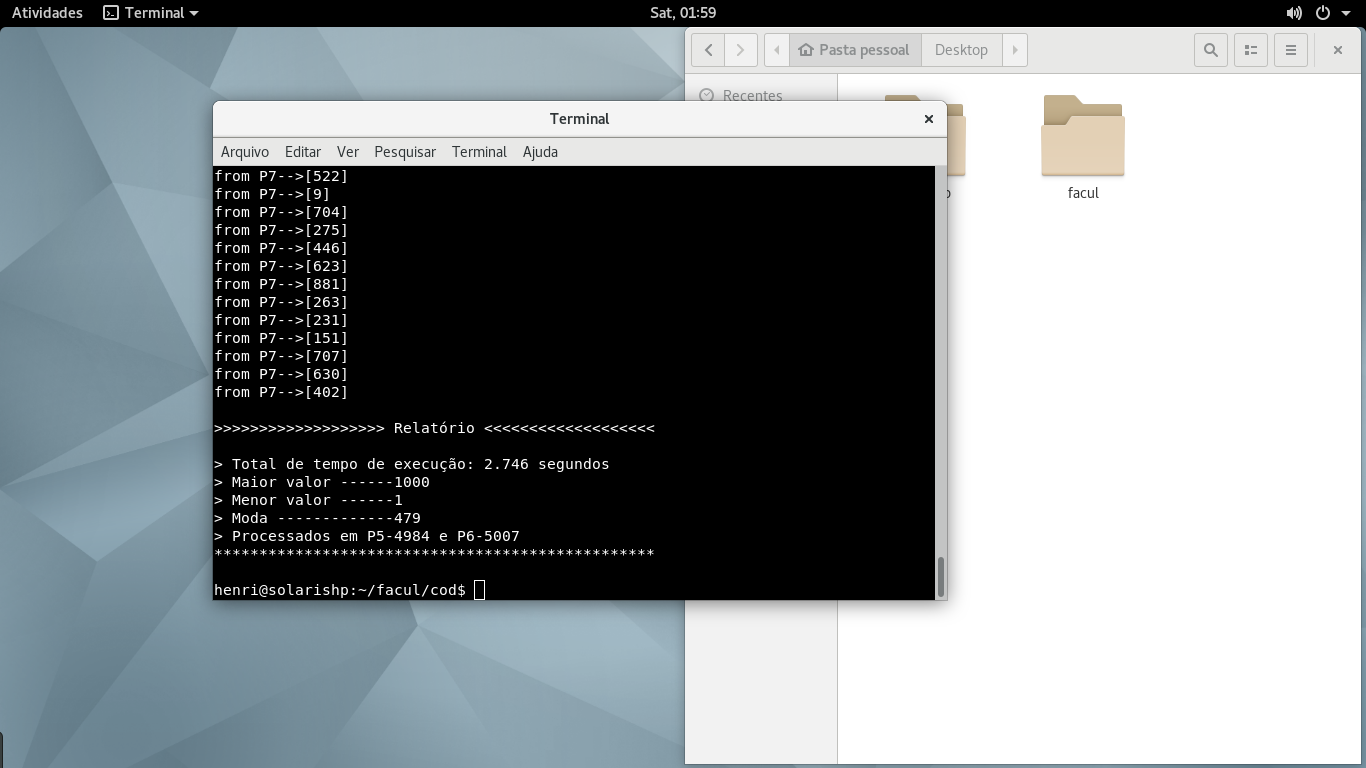 Atividades Terminal Sat, 01:59
Pasta pessoal Desktop
Recentes
facul
Terminal
Arquivo Editar Ver Pesquisar Terminal Ajuda
from P7-->[522]
from P7-->[9]
from P7-->[704]
from P7-->[275]
from P7-->[446]
from P7-->[623]
from P7-->[881]
from P7-->[263]
from P7-->[231]
from P7-->[151]
from P7-->[707]
from P7-->[630]
from P7-->[402]
>>>>>>>>>>>>>>>>>>> Relatório <<<<<<<<<<<<<<<<<<<
> Total de tempo de execução: 2.746 segundos
> Maior valor ------1000
> Menor valor ------1
> Moda -------------479
> Processados em P5-4984 e P6-5007
*************************************************
henri@solarishp:~/facul/cod$